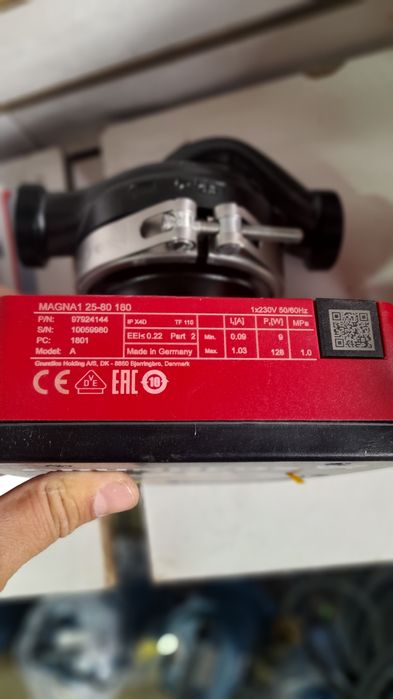 MAGNA1 25-80 180
P/N: 97924144
S/N: 10059980
PC: 1801
Model: A
IP X4D TF 110
EEI≤0.22 Part 2
Made in Germany
1x230V 50/60Hz
I₁[A] P₁[W] MPa
Min. 0,09 9
Max. 1.03 128 1.0
Grundfos Holding A/S, DK - 8850 Bjerringbro, Denmark
CE VDE EAC 10